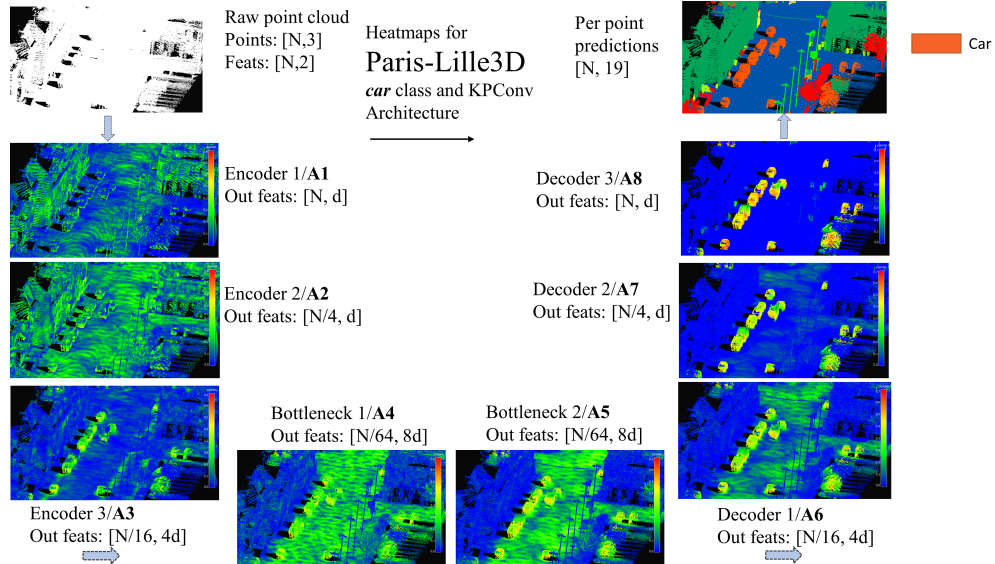 Raw point cloud
Points: [N,3]
Feats: [N,2]
Heatmaps for
Paris-Lille3D
car class and KPConv
Architecture
Per point
predictions
[N, 19]
Car
Encoder 1/A1
Out feats: [N, d]
Decoder 3/A8
Out feats: [N, d]
Encoder 2/A2
Out feats: [N/4, d]
Decoder 2/A7
Out feats: [N/4, d]
Bottleneck 1/A4
Out feats: [N/64, 8d]
Bottleneck 2/A5
Out feats: [N/64, 8d]
Encoder 3/A3
Out feats: [N/16, 4d]
Decoder 1/A6
Out feats: [N/16, 4d]